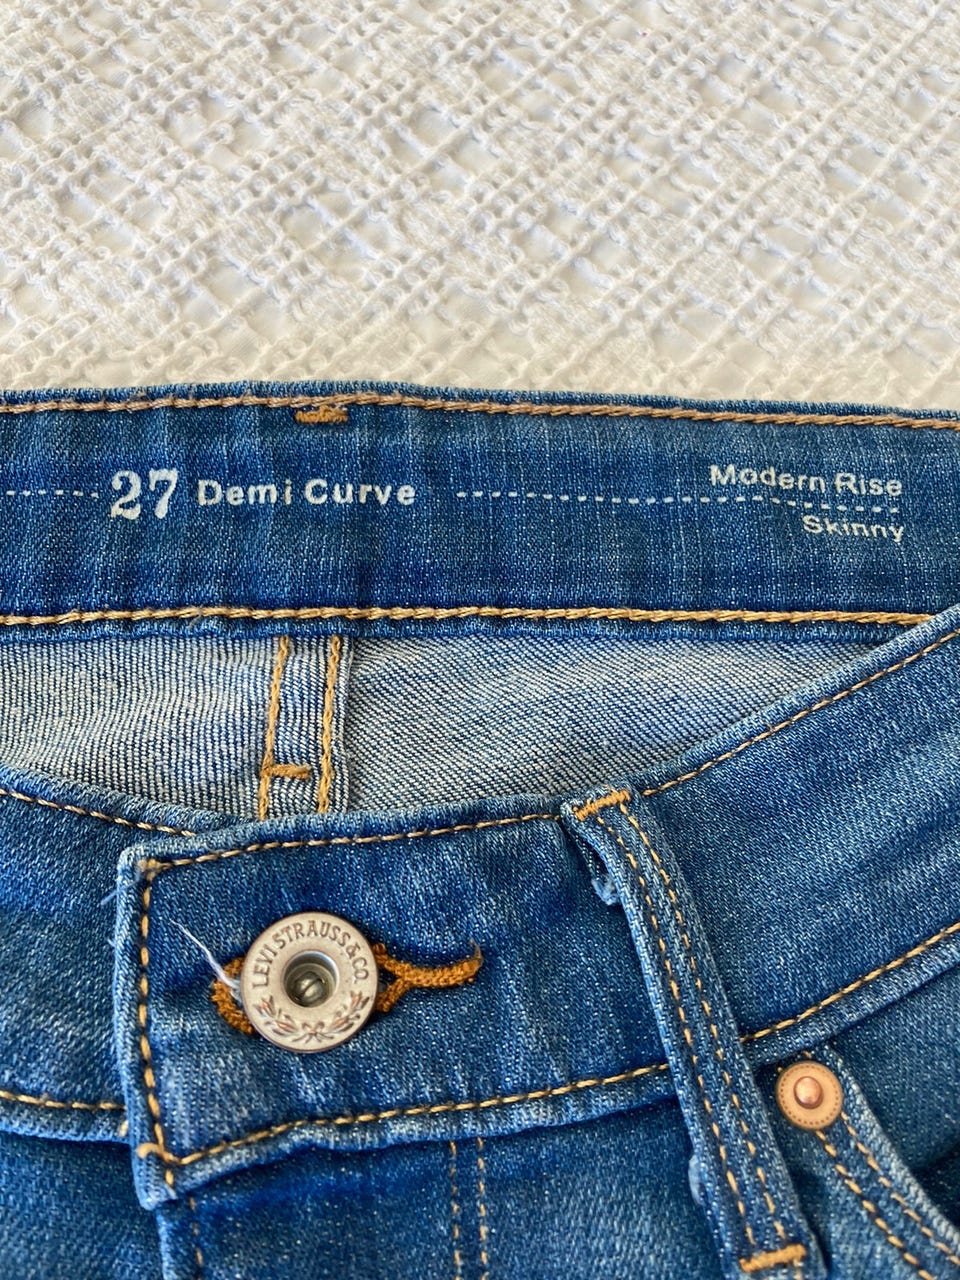 27 Demi Curve
Modern Rise
Skinny
LEVI STRAUSS & CO.